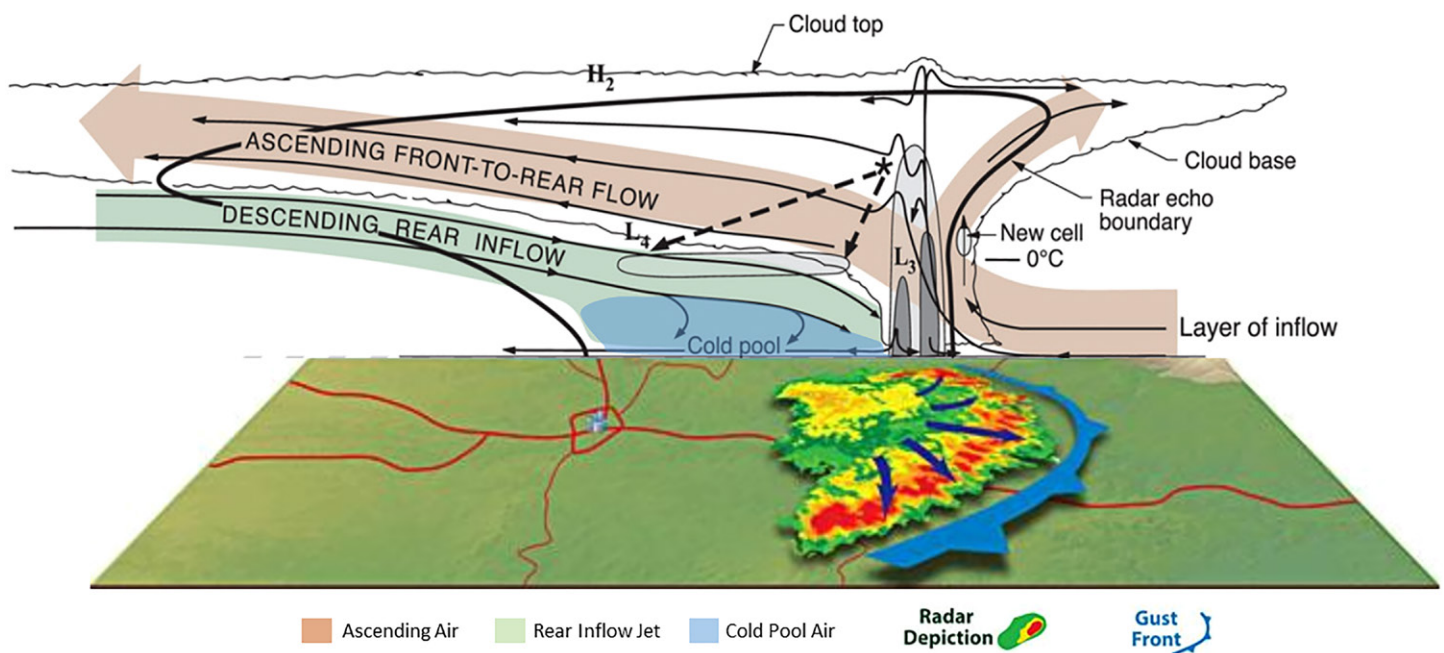 Cloud top
H2
ASCENDING FRONT-TO-REAR FLOW
Cloud base
Radar echo
boundary
*
DESCENDING REAR INFLOW
L4
L3
New cell
0°C
Layer of inflow
Cold pool
Ascending Air
Rear Inflow Jet
Cold Pool Air
Radar
Depiction
Gust
Front